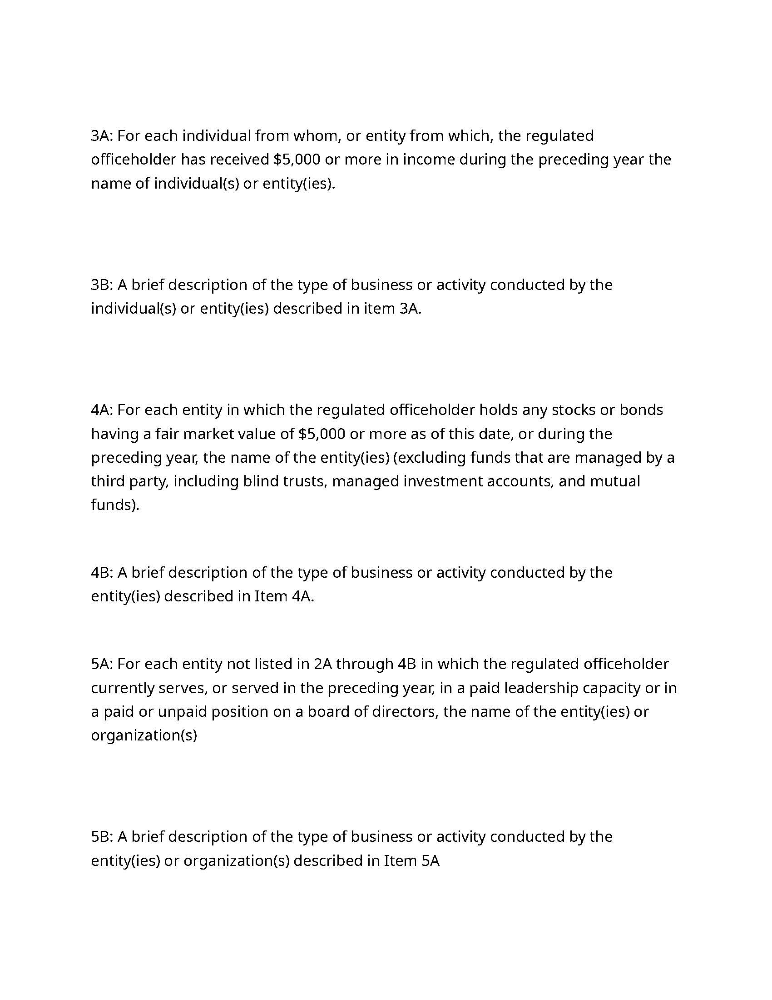 3A: For each individual from whom, or entity from which, the regulated
officeholder has received $5,000 or more in income during the preceding year the
name of individual(s) or entity(ies).
3B: A brief description of the type of business or activity conducted by the
individual(s) or entity(ies) described in item 3A.
4A: For each entity in which the regulated officeholder holds any stocks or bonds
having a fair market value of $5,000 or more as of this date, or during the
preceding year, the name of the entity(ies) (excluding funds that are managed by a
third party, including blind trusts, managed investment accounts, and mutual
funds).
4B: A brief description of the type of business or activity conducted by the
entity(ies) described in Item 4A.
5A: For each entity not listed in 2A through 4B in which the regulated officeholder
currently serves, or served in the preceding year, in a paid leadership capacity or in
a paid or unpaid position on a board of directors, the name of the entity(ies) or
organization(s)
5B: A brief description of the type of business or activity conducted by the
entity(ies) or organization(s) described in Item 5A